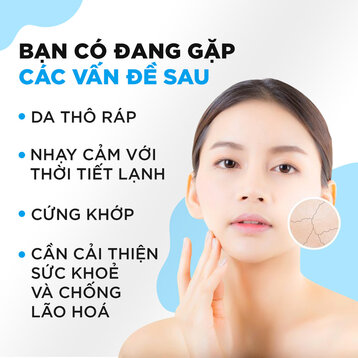 BẠN CÓ ĐANG GẶP
CÁC VẤN ĐỀ SAU
DA THÔ RÁP
NHẠY CẢM VỚI
THỜI TIẾT LẠNH
CỨNG KHỚP
CẦN CẢI THIỆN
SỨC KHOẺ
VÀ CHỐNG
LÃO HOÁ